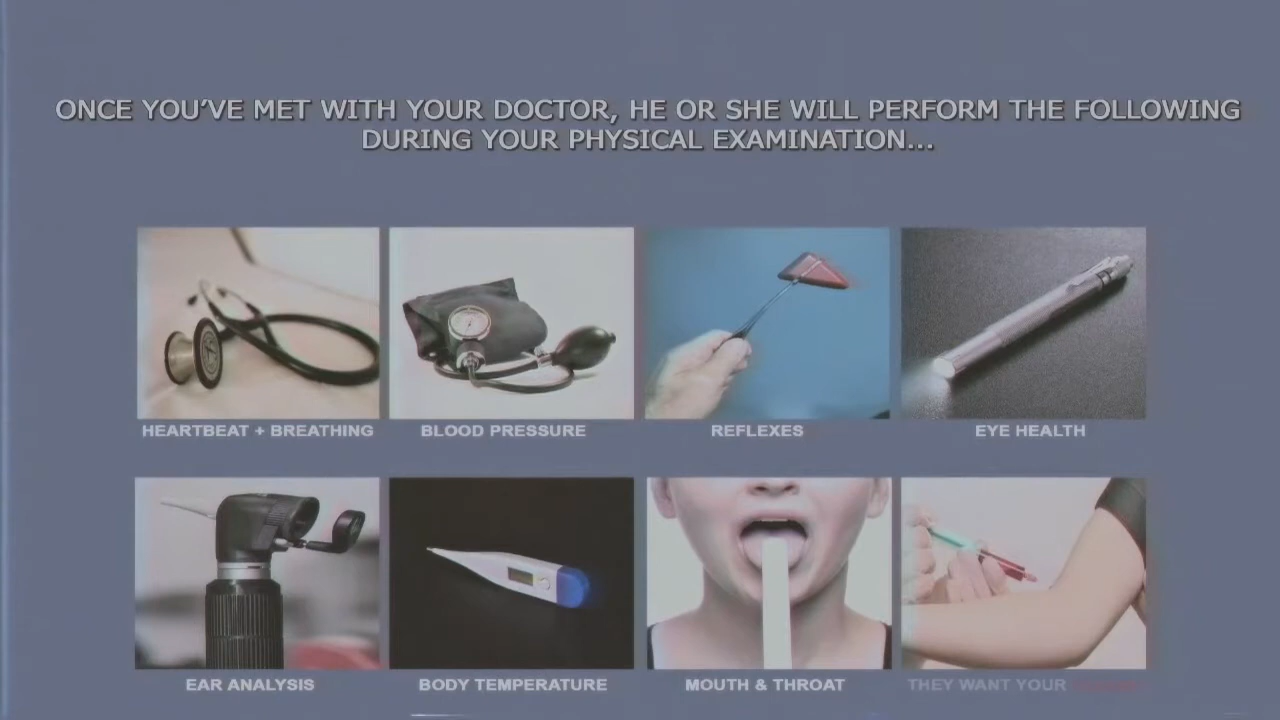 ONCE YOU'VE MET WITH YOUR DOCTOR, HE OR SHE WILL PERFORM THE FOLLOWING
DURING YOUR PHYSICAL EXAMINATION...
HEARTBEAT + BREATHING
BLOOD PRESSURE
REFLEXES
EYE HEALTH
EAR ANALYSIS
BODY TEMPERATURE
MOUTH & THROAT
THEY WANT YOUR